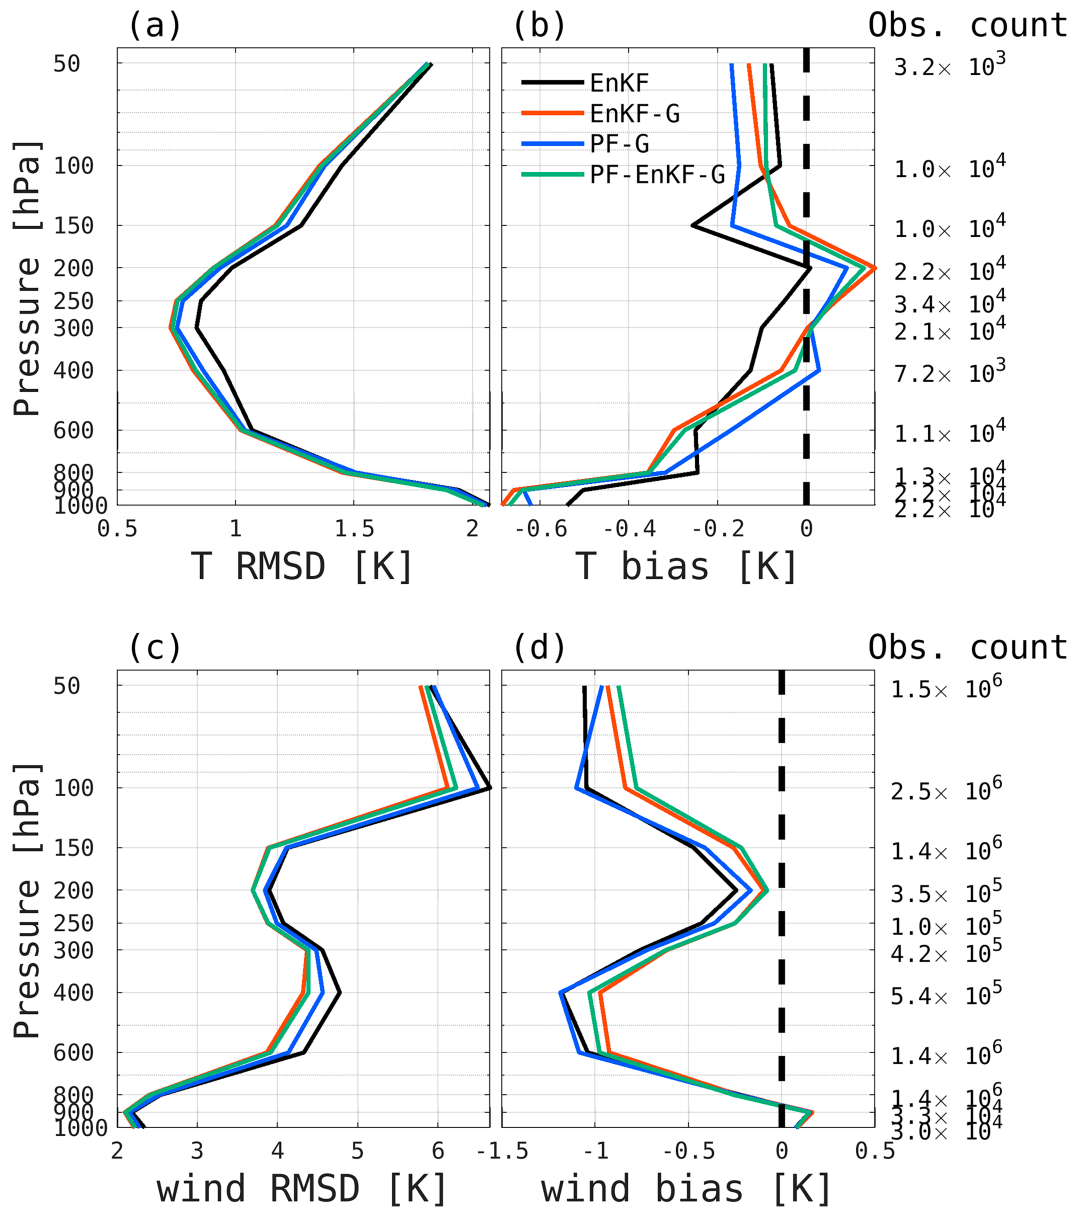 (a)
(b)
Obs. count
EnKF
EnKF-G
PF-G
PF-EnKF-G
Pressure [hPa]
50
100
150
200
250
300
400
600
800
900
1000
0.5 1 1.5 2
T RMSD [K]
-0.6 -0.4 -0.2 0
T bias [K]
3.2× 10³
1.0× 10⁴
1.0× 10⁴
2.2× 10⁴
3.4× 10⁴
2.1× 10⁴
7.2× 10³
1.1× 10⁴
1.3× 10⁴
2.2× 10⁴
2.2× 10⁴
(c)
(d)
Obs. count
Pressure [hPa]
50
100
150
200
250
300
400
600
800
900
1000
2 3 4 5 6
wind RMSD [K]
-1.5 -1 -0.5 0 0.5
wind bias [K]
1.5× 10⁶
2.5× 10⁶
1.4× 10⁶
3.5× 10⁵
1.0× 10⁵
4.2× 10⁵
5.4× 10⁵
1.4× 10⁶
1.4× 10⁶
3.3× 10⁴
3.0× 10⁴